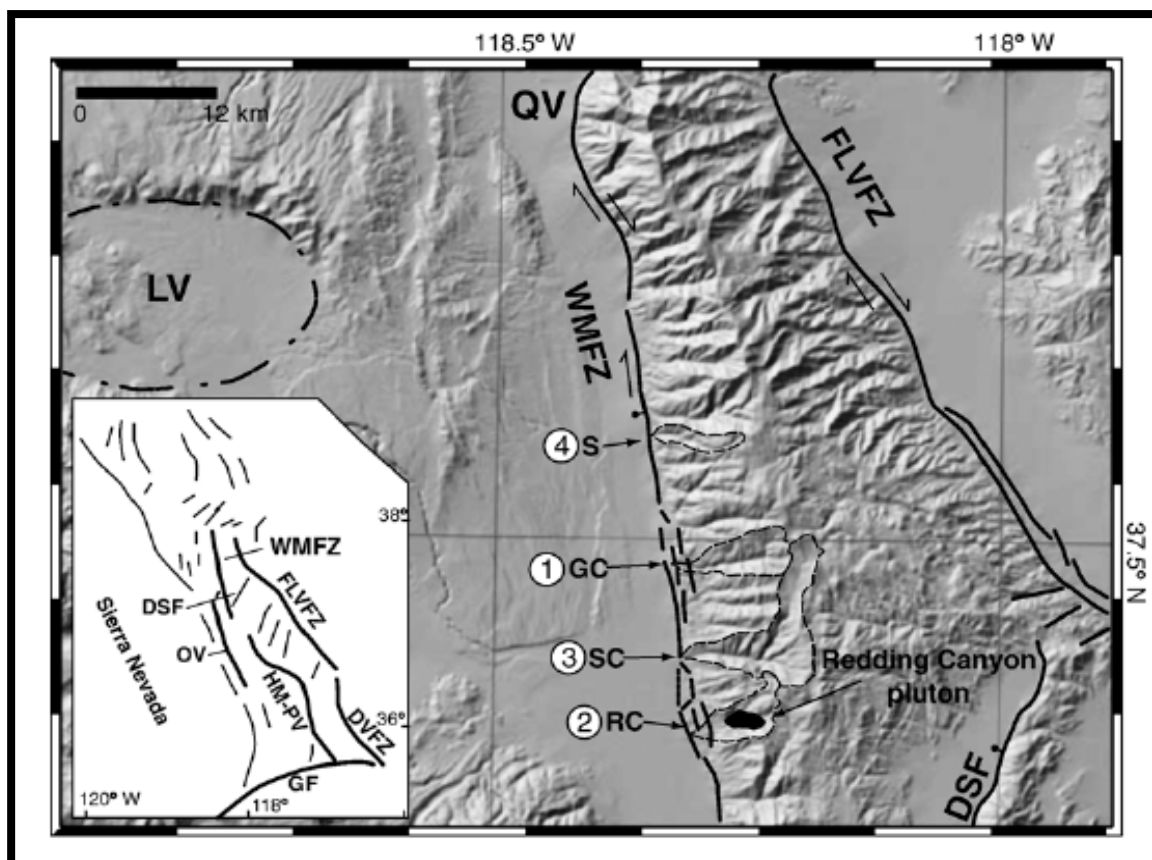 118.5° W
118° W
0
12 km
QV
FLVFZ
LV
WMFZ
④ S
① GC
37.5° N
③ SC
Redding Canyon
pluton
② RC
DSF
38°
WMFZ
FLVFZ
DSF
OV
Sierra Nevada
HM-PV
DVFZ
36°
GF
120° W
118°